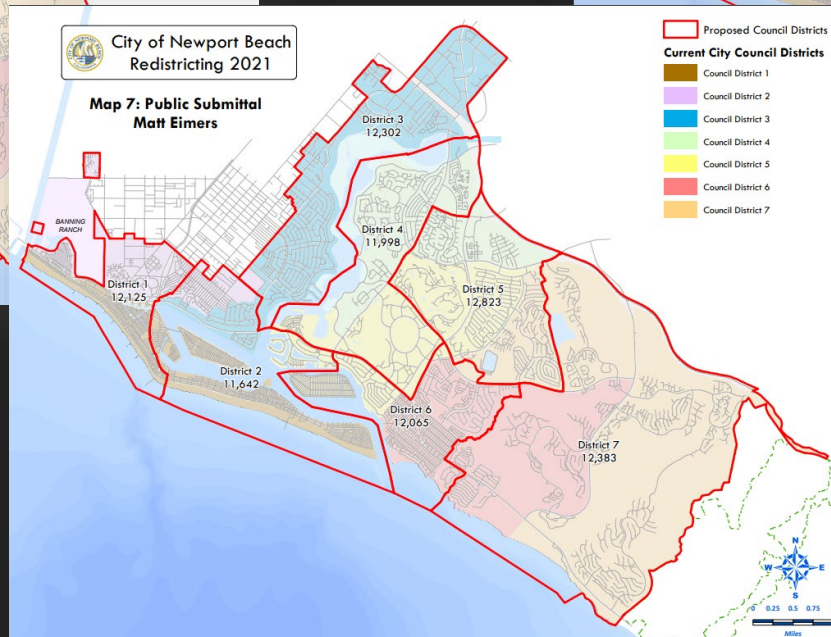 City of Newport Beach
Redistricting 2021
Map 7: Public Submittal
Matt Eimers
Proposed Council Districts
Current City Council Districts
Council District 1
Council District 2
Council District 3
Council District 4
Council District 5
Council District 6
Council District 7
District 3
12,302
BANNING
RANCH
District 4
11,998
District 1
12,125
District 5
12,823
District 2
11,642
District 6
12,065
District 7
12,383
N
W
E
S
0 0.25 0.5 0.75
Miles